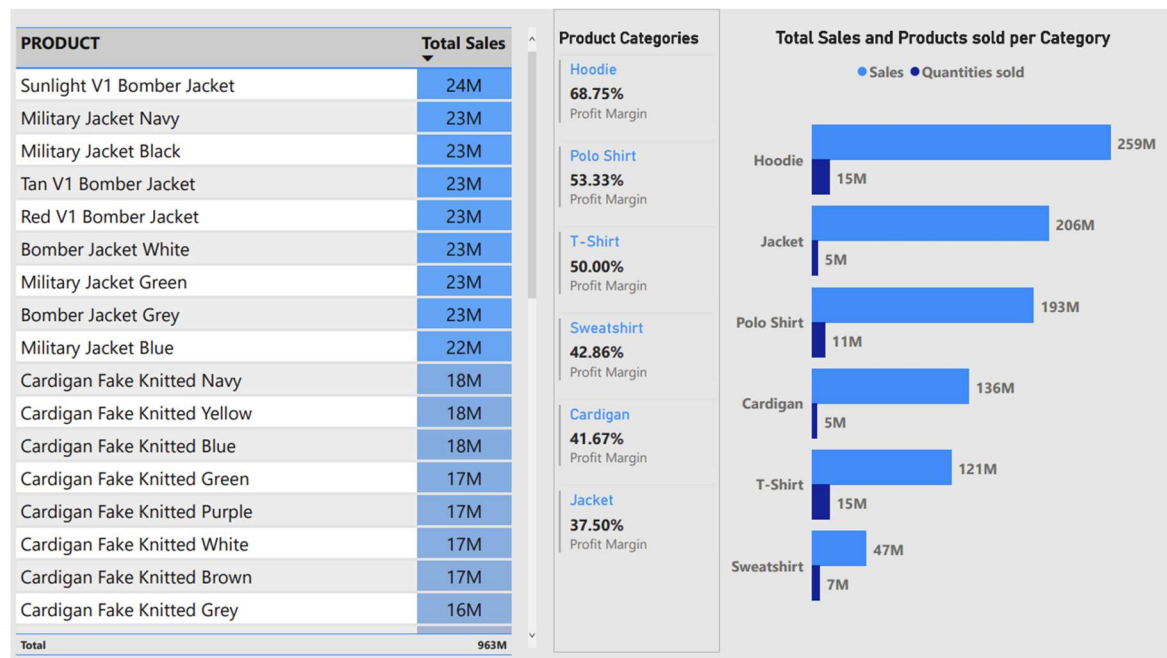 PRODUCT Total Sales
Sunlight V1 Bomber Jacket 24M
Military Jacket Navy 23M
Military Jacket Black 23M
Tan V1 Bomber Jacket 23M
Red V1 Bomber Jacket 23M
Bomber Jacket White 23M
Military Jacket Green 23M
Bomber Jacket Grey 23M
Military Jacket Blue 22M
Cardigan Fake Knitted Navy 18M
Cardigan Fake Knitted Yellow 18M
Cardigan Fake Knitted Blue 18M
Cardigan Fake Knitted Green 17M
Cardigan Fake Knitted Purple 17M
Cardigan Fake Knitted White 17M
Cardigan Fake Knitted Brown 17M
Cardigan Fake Knitted Grey 16M
Total 963M
Product Categories
Hoodie
68.75%
Profit Margin
Polo Shirt
53.33%
Profit Margin
T-Shirt
50.00%
Profit Margin
Sweatshirt
42.86%
Profit Margin
Cardigan
41.67%
Profit Margin
Jacket
37.50%
Profit Margin
Total Sales and Products sold per Category
Sales Quantities sold
Hoodie 259M
15M
Jacket 206M
5M
Polo Shirt 193M
11M
Cardigan 136M
5M
T-Shirt 121M
15M
Sweatshirt 47M
7M